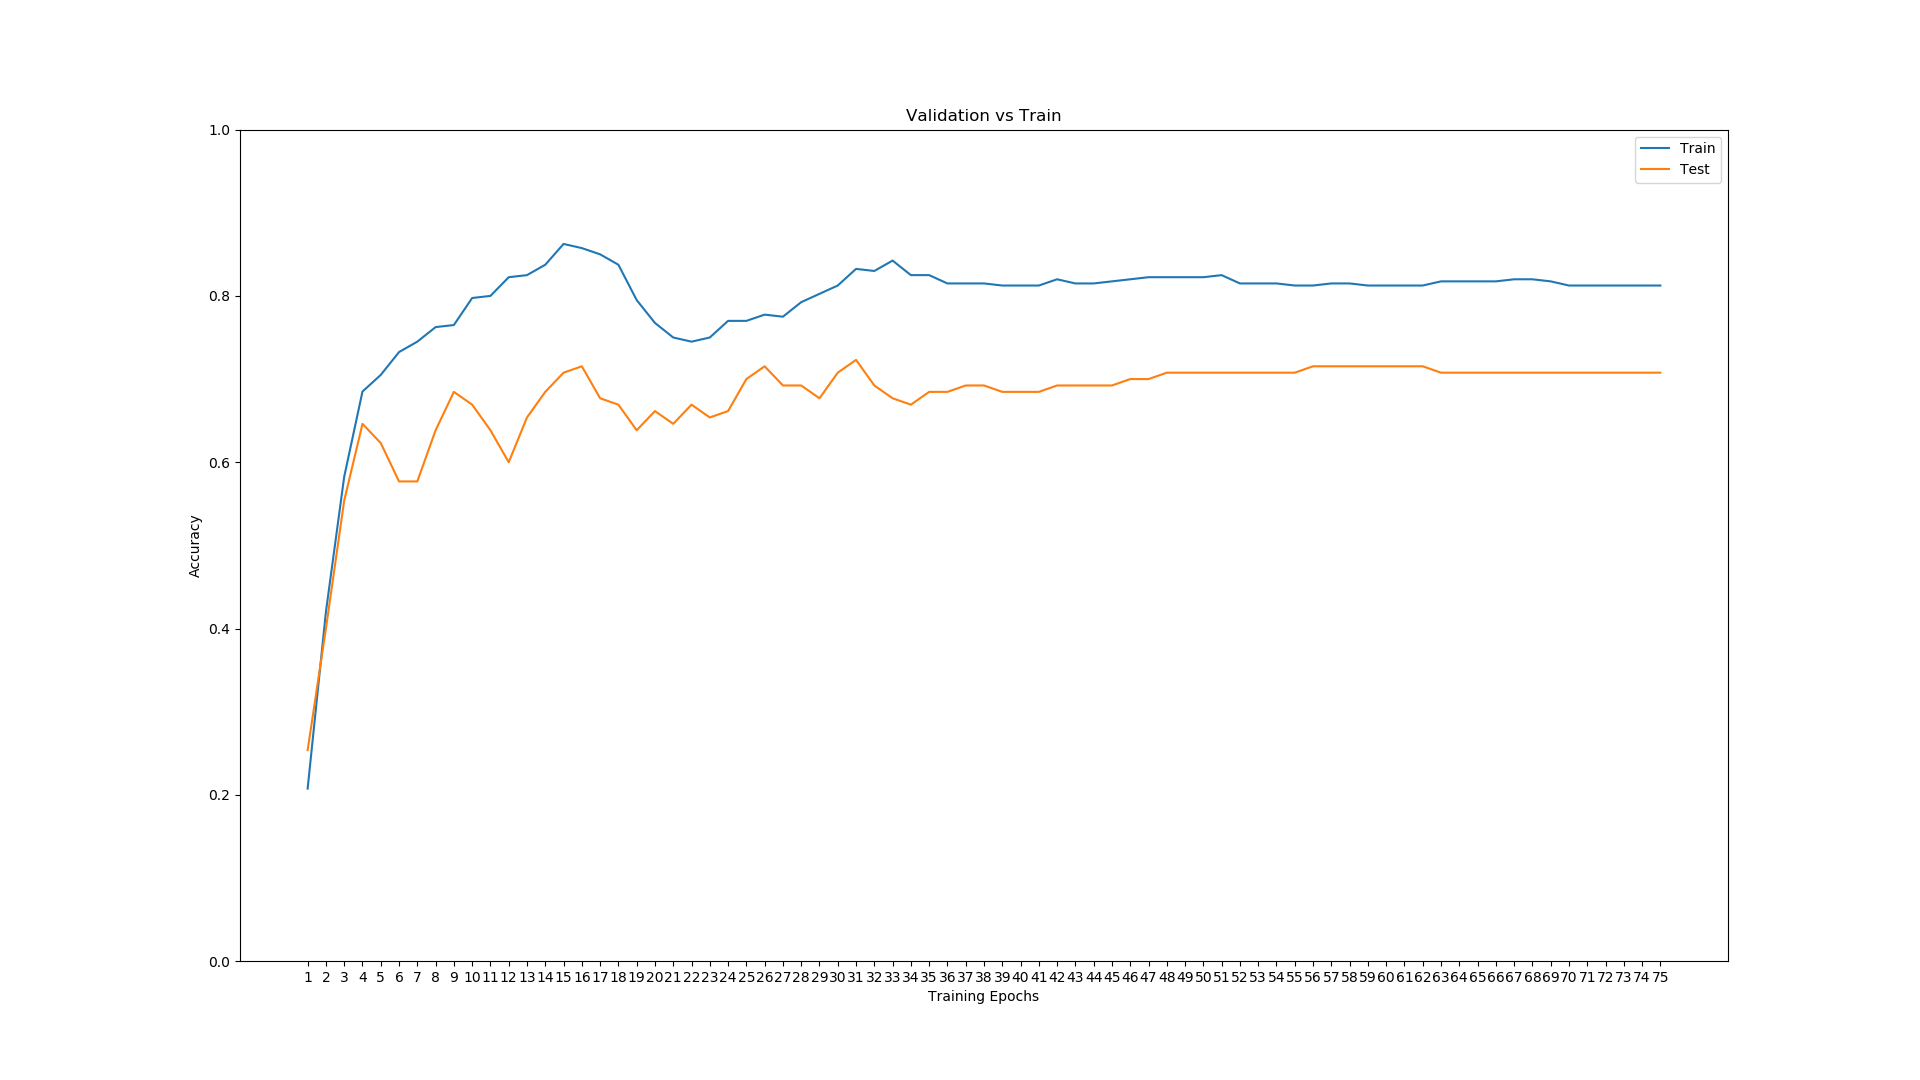 Validation vs Train
1.0
0.8
0.6
0.4
0.2
0.0
Accuracy
Train
Test
1 2 3 4 5 6 7 8 9 10 11 12 13 14 15 16 17 18 19 20 21 22 23 24 25 26 27 28 29 30 31 32 33 34 35 36 37 38 39 40 41 42 43 44 45 46 47 48 49 50 51 52 53 54 55 56 57 58 59 60 61 62 63 64 65 66 67 68 69 70 71 72 73 74 75
Training Epochs